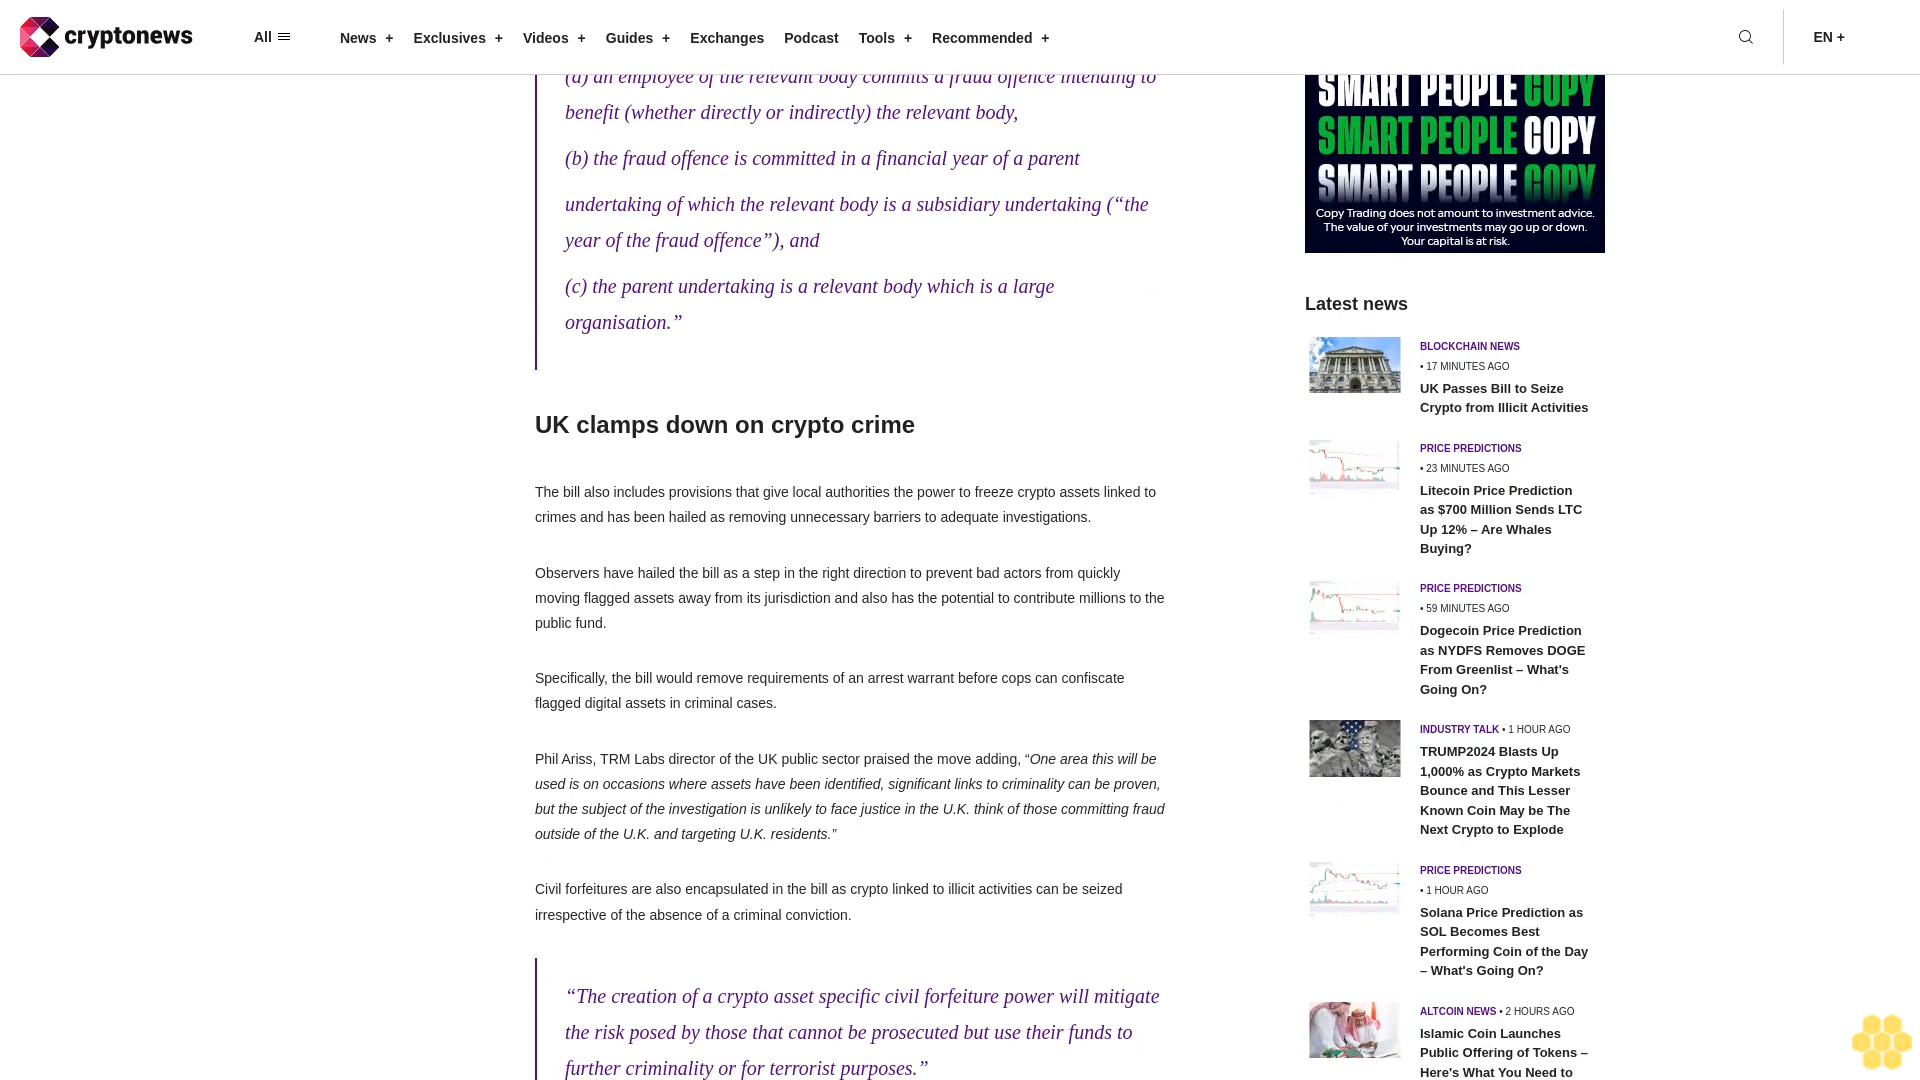 cryptonews
All
News +
Exclusives +
Videos +
Guides +
Exchanges
Podcast
Tools +
Recommended +
EN +
(a) an employee of the relevant body commits a fraud offence intending to
benefit (whether directly or indirectly) the relevant body,
(b) the fraud offence is committed in a financial year of a parent
undertaking of which the relevant body is a subsidiary undertaking (“the
year of the fraud offence”), and
(c) the parent undertaking is a relevant body which is a large
organisation.”
UK clamps down on crypto crime
The bill also includes provisions that give local authorities the power to freeze crypto assets linked to
crimes and has been hailed as removing unnecessary barriers to adequate investigations.
Observers have hailed the bill as a step in the right direction to prevent bad actors from quickly
moving flagged assets away from its jurisdiction and also has the potential to contribute millions to the
public fund.
Specifically, the bill would remove requirements of an arrest warrant before cops can confiscate
flagged digital assets in criminal cases.
Phil Ariss, TRM Labs director of the UK public sector praised the move adding, “One area this will be
used is on occasions where assets have been identified, significant links to criminality can be proven,
but the subject of the investigation is unlikely to face justice in the U.K. think of those committing fraud
outside of the U.K. and targeting U.K. residents.”
Civil forfeitures are also encapsulated in the bill as crypto linked to illicit activities can be seized
irrespective of the absence of a criminal conviction.
“The creation of a crypto asset specific civil forfeiture power will mitigate
the risk posed by those that cannot be prosecuted but use their funds to
further criminality or for terrorist purposes.”
SMART PEOPLE COPY
SMART PEOPLE COPY
SMART PEOPLE COPY
Copy Trading does not amount to investment advice.
The value of your investments may go up or down.
Your capital is at risk.
Latest news
BLOCKCHAIN NEWS
• 17 MINUTES AGO
UK Passes Bill to Seize
Crypto from Illicit Activities
PRICE PREDICTIONS
• 23 MINUTES AGO
Litecoin Price Prediction
as $700 Million Sends LTC
Up 12% – Are Whales
Buying?
PRICE PREDICTIONS
• 59 MINUTES AGO
Dogecoin Price Prediction
as NYDFS Removes DOGE
From Greenlist – What's
Going On?
INDUSTRY TALK • 1 HOUR AGO
TRUMP2024 Blasts Up
1,000% as Crypto Markets
Bounce and This Lesser
Known Coin May be The
Next Crypto to Explode
PRICE PREDICTIONS
• 1 HOUR AGO
Solana Price Prediction as
SOL Becomes Best
Performing Coin of the Day
– What's Going On?
ALTCOIN NEWS • 2 HOURS AGO
Islamic Coin Launches
Public Offering of Tokens –
Here's What You Need to